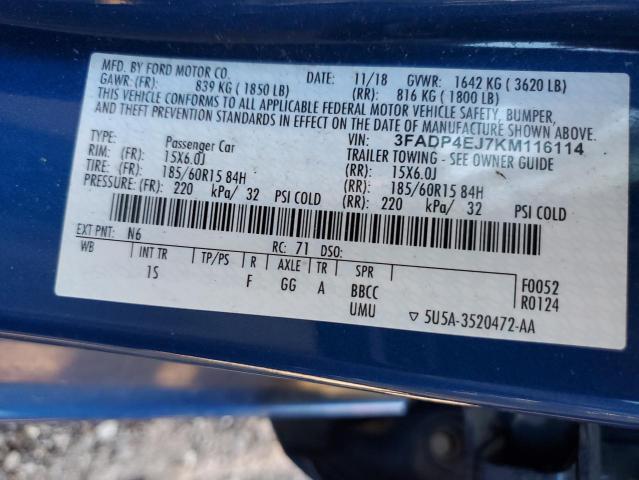 MFD. BY FORD MOTOR CO. DATE: 11/18 GVWR: 1642 KG ( 3620 LB)
GAWR:(FR): 839 KG ( 1850 LB) (RR): 816 KG ( 1800 LB)
THIS VEHICLE CONFORMS TO ALL APPLICABLE FEDERAL MOTOR VEHICLE SAFETY, BUMPER,
AND THEFT PREVENTION STANDARDS IN EFFECT ON THE DATE OF MANUFACTURE SHOWN ABOVE.
VIN: 3FADP4EJ7KM116114
TYPE: Passenger Car TRAILER TOWING - SEE OWNER GUIDE
RIM: (FR): 15X6.0J (RR): 15X6.0J
TIRE: (FR): 185/60R15 84H (RR): 185/60R15 84H
PRESSURE: (FR): 220 kPa/ 32 PSI COLD (RR): 220 kPa/ 32 PSI COLD
EXT PNT: N6 RC: 71 DSO:
WB INT TR TP/PS R AXLE TR SPR F0052
1S F GG A BBCC R0124
UMU ▽ 5U5A-3520472-AA